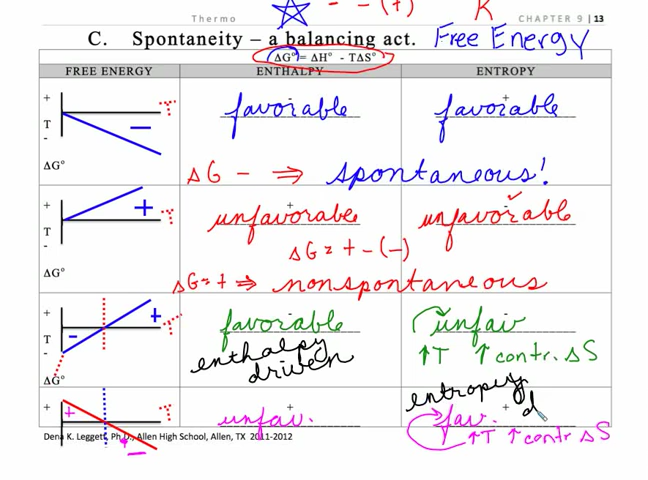 - - (+) K
Thermo CHAPTER 9 | 13
C. Spontaneity – a balancing act. Free Energy
ΔG° = ΔH° - TΔS°
FREE ENERGY ENTHALPY ENTROPY
+ T - ΔG° - T favorable favorable +
ΔG - ⇒ spontaneous!
+ T - ΔG° + T unfavorable + unfavorable
ΔG = + - (-)
ΔG = + ⇒ nonspontaneous
+ T - ΔG° - + T favorable unfair
enthalpy driven ↑T ↑ contr. ΔS
entropy d
+ + - T unfav. + fav. +
↑T ↑ contr ΔS
Dena K. Leggett, Ph.D., Allen High School, Allen, TX 2011-2012